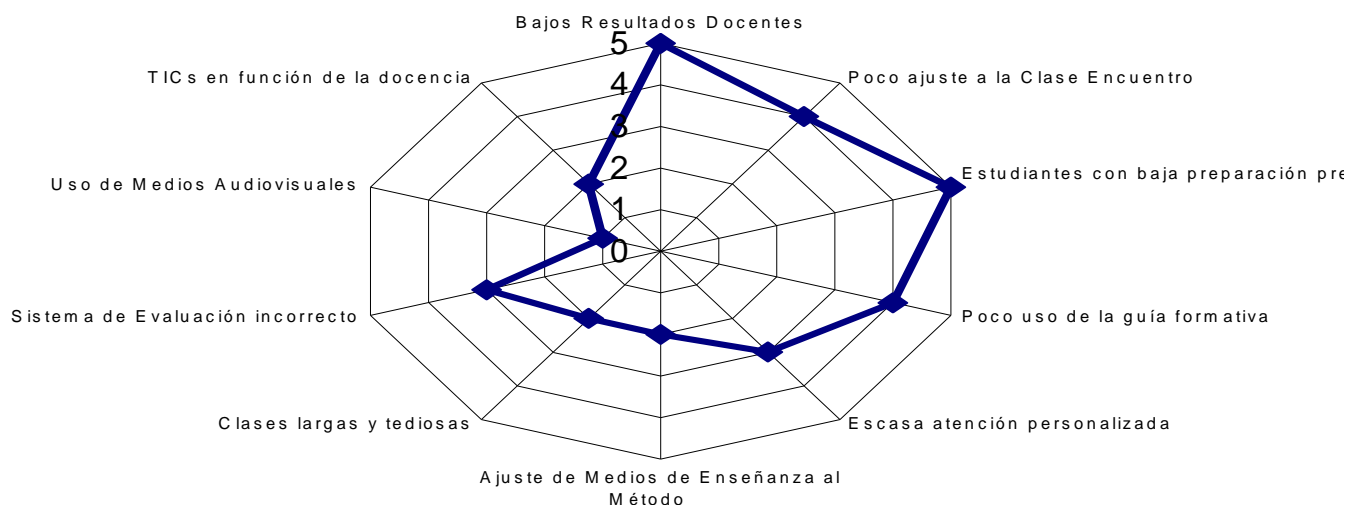 Bajos Resultados Docentes
5
TICs en función de la docencia
Poco ajuste a la Clase Encuentro
4
3
Uso de Medios Audiovisuales
Estudiantes con baja preparación
2
1
0
Sistema de Evaluación incorrecto
Poco uso de la guía formativa
Clases largas y tediosas
Escasa atención personalizada
Ajuste de Medios de Enseñanza al
Método